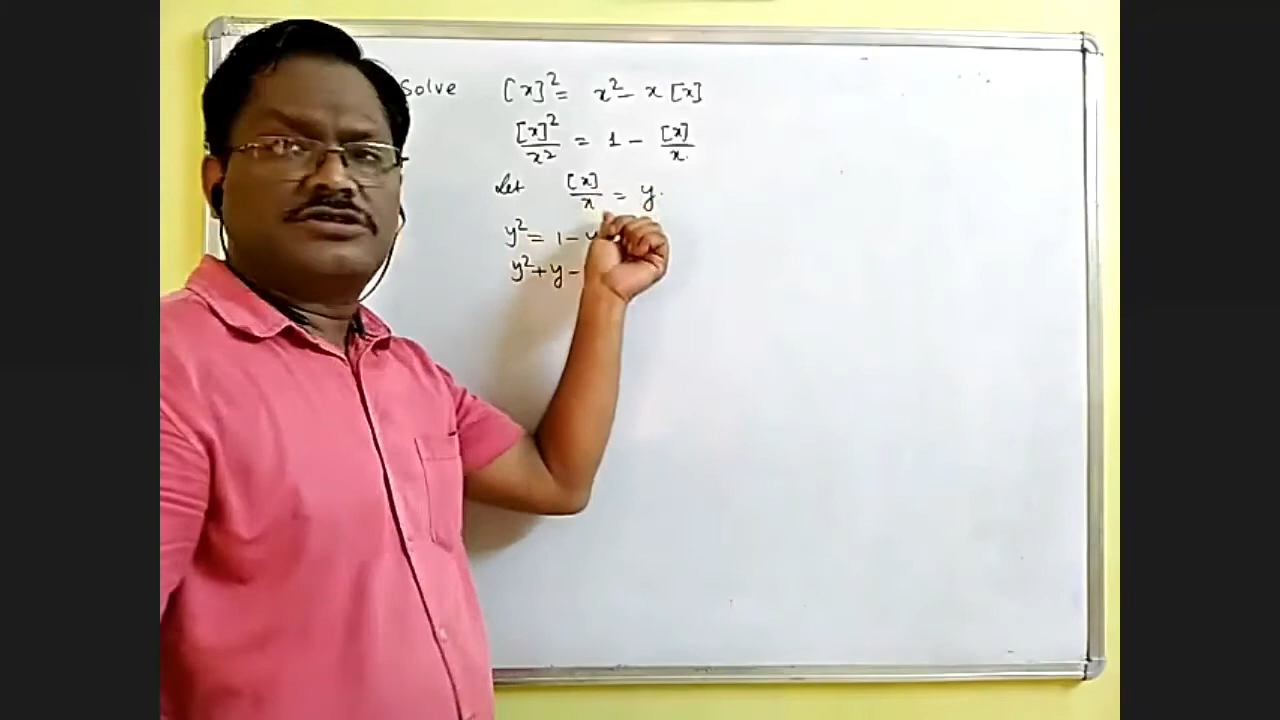 Solve [x]² = x² - x [x]
[x]²/x² = 1 - [x]/x.
Let [x]/x = y.
y² = 1 - y
y² + y -